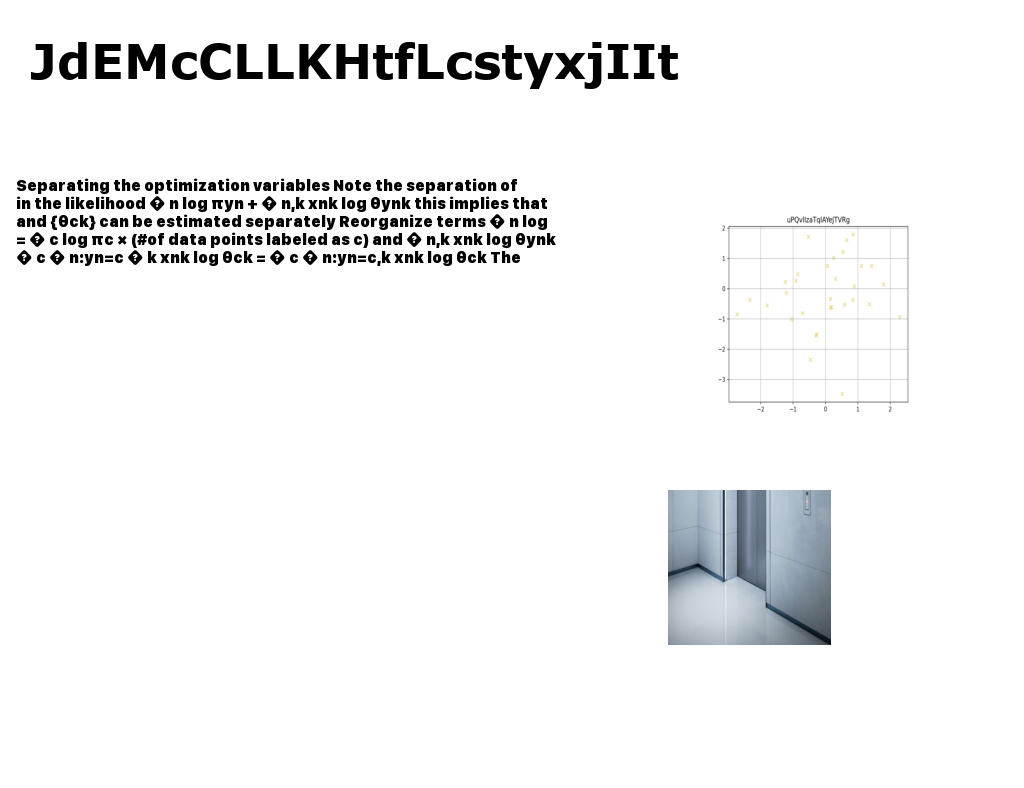 JdEMcCLLKHtfLcstyxjIIt
Separating the optimization variables Note the separation of
in the likelihood � n log πyn + � n,k xnk log θynk this implies that
and {θck} can be estimated separately Reorganize terms � n log
= � c log πc × (#of data points labeled as c) and � n,k xnk log θynk
� c � n:yn=c � k xnk log θck = � c � n:yn=c,k xnk log θck The
2
1
0
−1
−2
−3
−2 −1 0 1 2